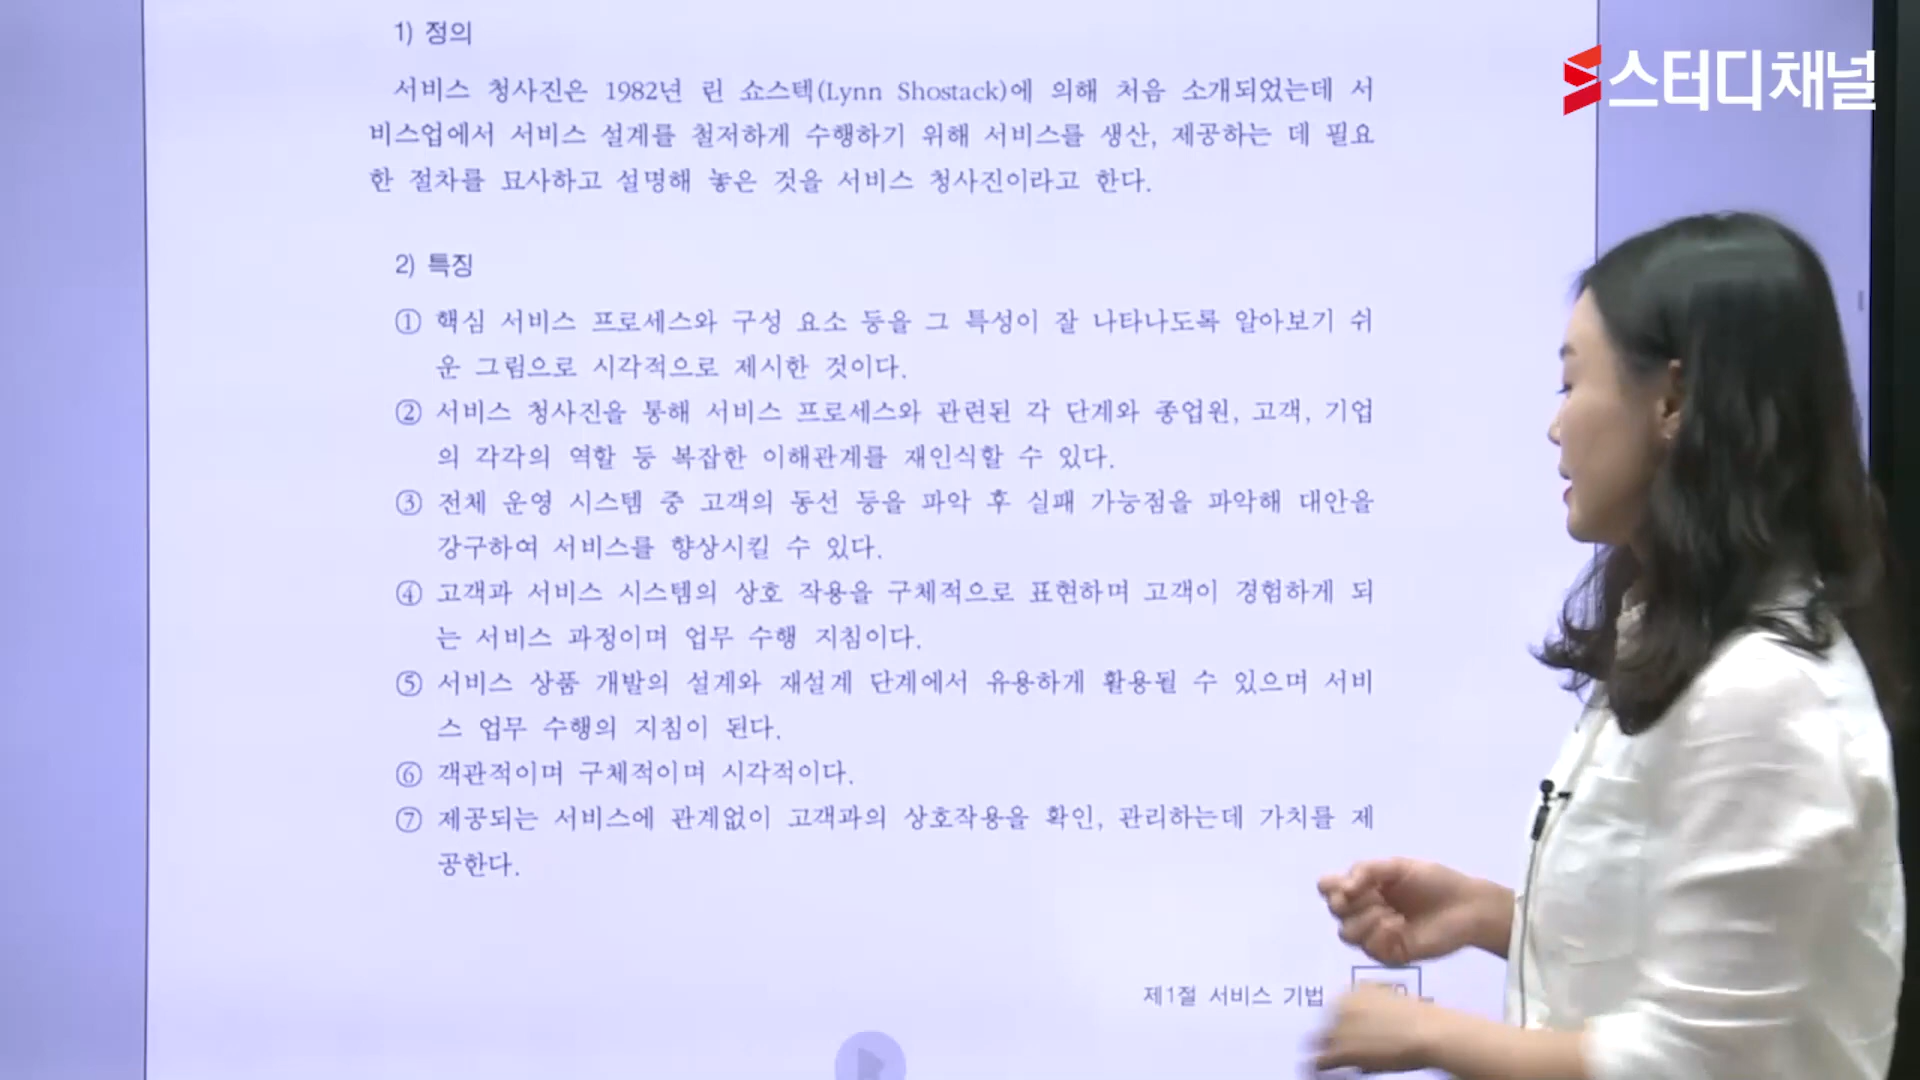 스터디채널
1) 정의
서비스 청사진은 1982년 린 쇼스텍(Lynn Shostack)에 의해 처음 소개되었는데 서
비스업에서 서비스 설계를 철저하게 수행하기 위해 서비스를 생산, 제공하는 데 필요
한 절차를 묘사하고 설명해 놓은 것을 서비스 청사진이라고 한다.
2) 특징
① 핵심 서비스 프로세스와 구성 요소 등을 그 특성이 잘 나타나도록 알아보기 쉬
운 그림으로 시각적으로 제시한 것이다.
② 서비스 청사진을 통해 서비스 프로세스와 관련된 각 단계와 종업원, 고객, 기업
의 각각의 역할 등 복잡한 이해관계를 재인식할 수 있다.
③ 전체 운영 시스템 중 고객의 동선 등을 파악 후 실패 가능점을 파악해 대안을
강구하여 서비스를 향상시킬 수 있다.
④ 고객과 서비스 시스템의 상호 작용을 구체적으로 표현하며 고객이 경험하게 되
는 서비스 과정이며 업무 수행 지침이다.
⑤ 서비스 상품 개발의 설계와 재설계 단계에서 유용하게 활용될 수 있으며 서비
스 업무 수행의 지침이 된다.
⑥ 객관적이며 구체적이며 시각적이다.
⑦ 제공되는 서비스에 관계없이 고객과의 상호작용을 확인, 관리하는데 가치를 제
공한다.
제1절 서비스 기법